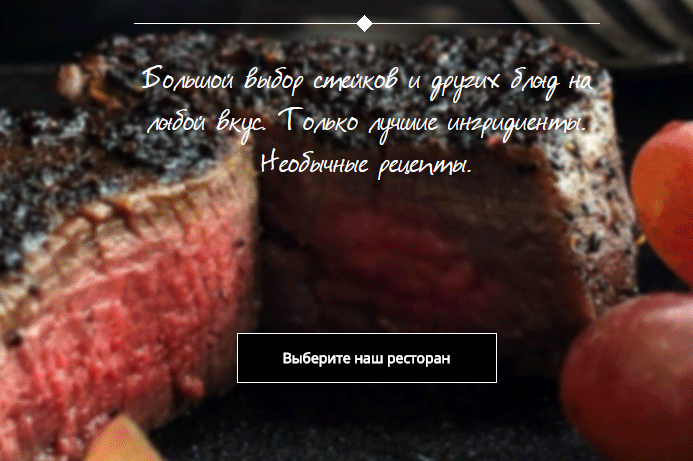 Большой выбор стейков и других блюд на
любой вкус. Только лучшие ингридиенты.
Необычные рецепты.
Выберите наш ресторан